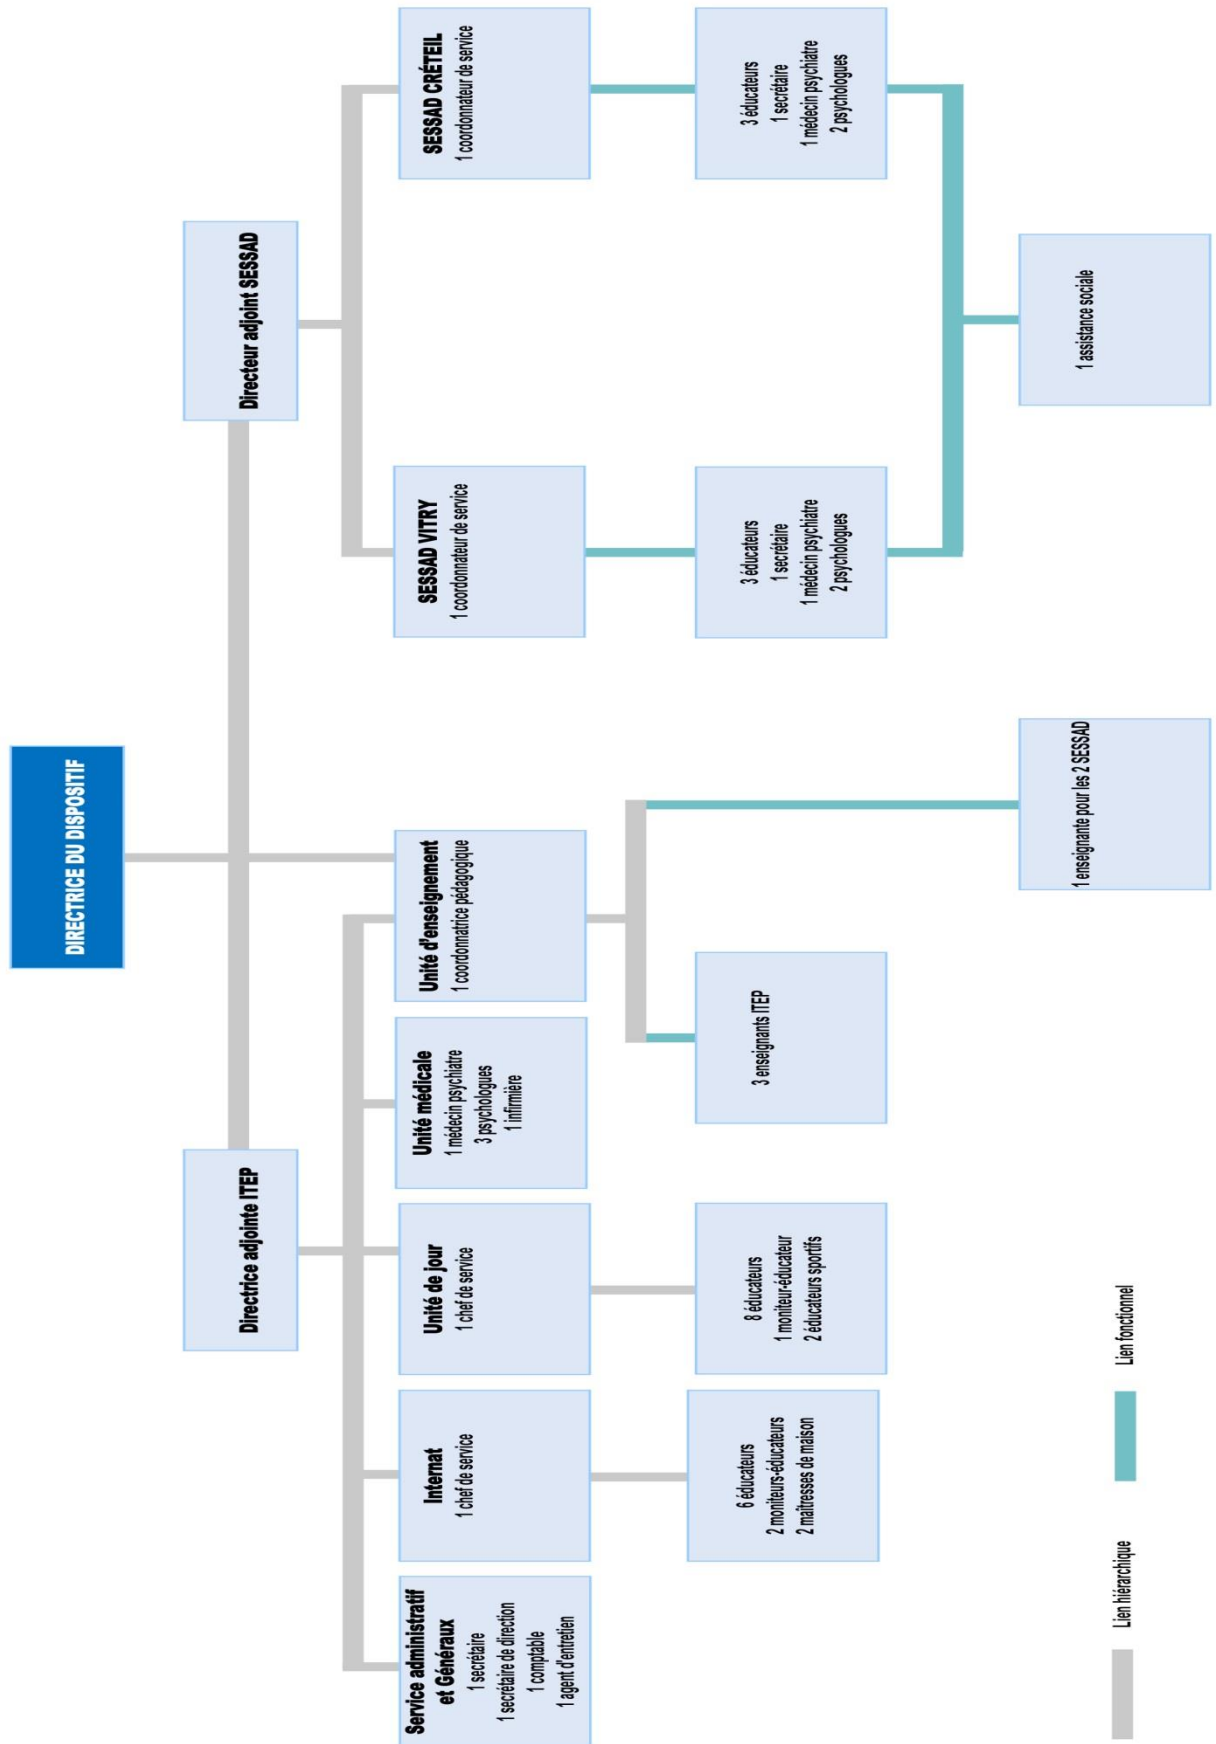 DIRECTRICE DU DISPOSITIF
Directrice adjointe ITEP
Directeur adjoint SESSAD
Service administratif
et Généraux
1 secrétaire
1 secrétaire de direction
1 comptable
1 agent d'entretien
Internat
1 chef de service
Unité de jour
1 chef de service
Unité médicale
1 médecin psychiatre
3 psychologues
1 infirmière
Unité d'enseignement
1 coordonnatrice pédagogique
SESSAD VITRY
1 coordonnateur de service
SESSAD CRÉTEIL
1 coordonnateur de service
6 éducateurs
2 moniteurs-éducateurs
2 maîtresses de maison
8 éducateurs
1 moniteur-éducateur
2 éducateurs sportifs
3 enseignants ITEP
3 éducateurs
1 secrétaire
1 médecin psychiatre
2 psychologues
3 éducateurs
1 secrétaire
1 médecin psychiatre
2 psychologues
1 enseignante pour les 2 SESSAD
1 assistance sociale
Lien hiérarchique
Lien fonctionnel